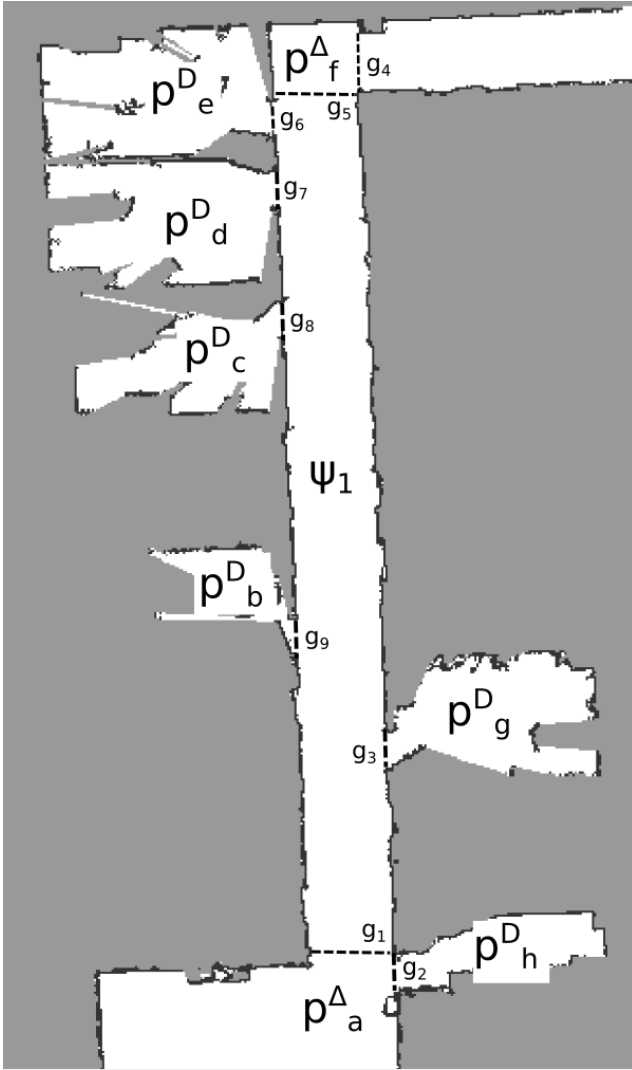 p^Δ_f
g₄
p^D_e
g₆
g₅
g₇
p^D_d
g₈
p^D_c
ψ₁
p^D_b
g₉
p^D_g
g₃
g₁
p^D_h
g₂
p^Δ_a